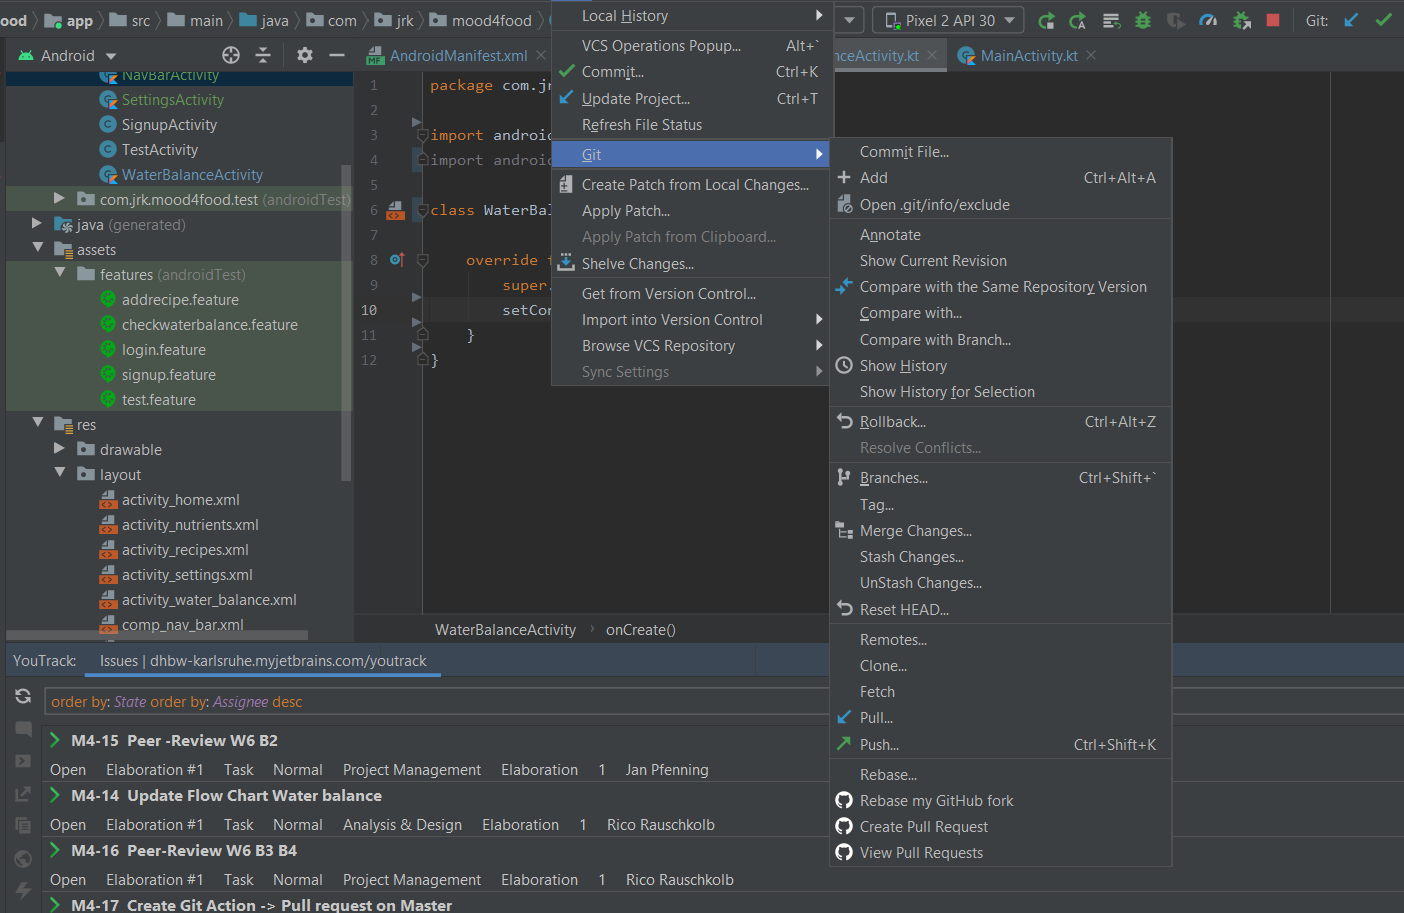 ood app src main java com jrk mood4food
Pixel 2 API 30 Git:
Android
AndroidManifest.xml
nceActivity.kt
MainActivity.kt
NavBarActivity
SettingsActivity
SignupActivity
TestActivity
WaterBalanceActivity
com.jrk.mood4food.test (androidTest)
java (generated)
assets
features (androidTest)
addrecipe.feature
checkwaterbalance.feature
login.feature
signup.feature
test.feature
res
drawable
layout
activity_home.xml
activity_nutrients.xml
activity_recipes.xml
activity_settings.xml
activity_water_balance.xml
comp_nav_bar.xml
1 package com.jr
2
3 import android
4 import android
5
6 class WaterBal
7
8 override f
9 super.
10 setCon
11 }
12 }
WaterBalanceActivity onCreate()
Local History
VCS Operations Popup... Alt+`
Commit... Ctrl+K
Update Project... Ctrl+T
Refresh File Status
Git
Create Patch from Local Changes...
Apply Patch...
Apply Patch from Clipboard...
Shelve Changes...
Get from Version Control...
Import into Version Control
Browse VCS Repository
Sync Settings
Commit File...
Add Ctrl+Alt+A
Open .git/info/exclude
Annotate
Show Current Revision
Compare with the Same Repository Version
Compare with...
Compare with Branch...
Show History
Show History for Selection
Rollback... Ctrl+Alt+Z
Resolve Conflicts...
Branches... Ctrl+Shift+`
Tag...
Merge Changes...
Stash Changes...
UnStash Changes...
Reset HEAD...
Remotes...
Clone...
Fetch
Pull...
Push... Ctrl+Shift+K
Rebase...
Rebase my GitHub fork
Create Pull Request
View Pull Requests
YouTrack: Issues | dhbw-karlsruhe.myjetbrains.com/youtrack
order by: State order by: Assignee desc
M4-15 Peer -Review W6 B2
Open Elaboration #1 Task Normal Project Management Elaboration 1 Jan Pfenning
M4-14 Update Flow Chart Water balance
Open Elaboration #1 Task Normal Analysis & Design Elaboration 1 Rico Rauschkolb
M4-16 Peer-Review W6 B3 B4
Open Elaboration #1 Task Normal Project Management Elaboration 1 Rico Rauschkolb
M4-17 Create Git Action -> Pull request on Master